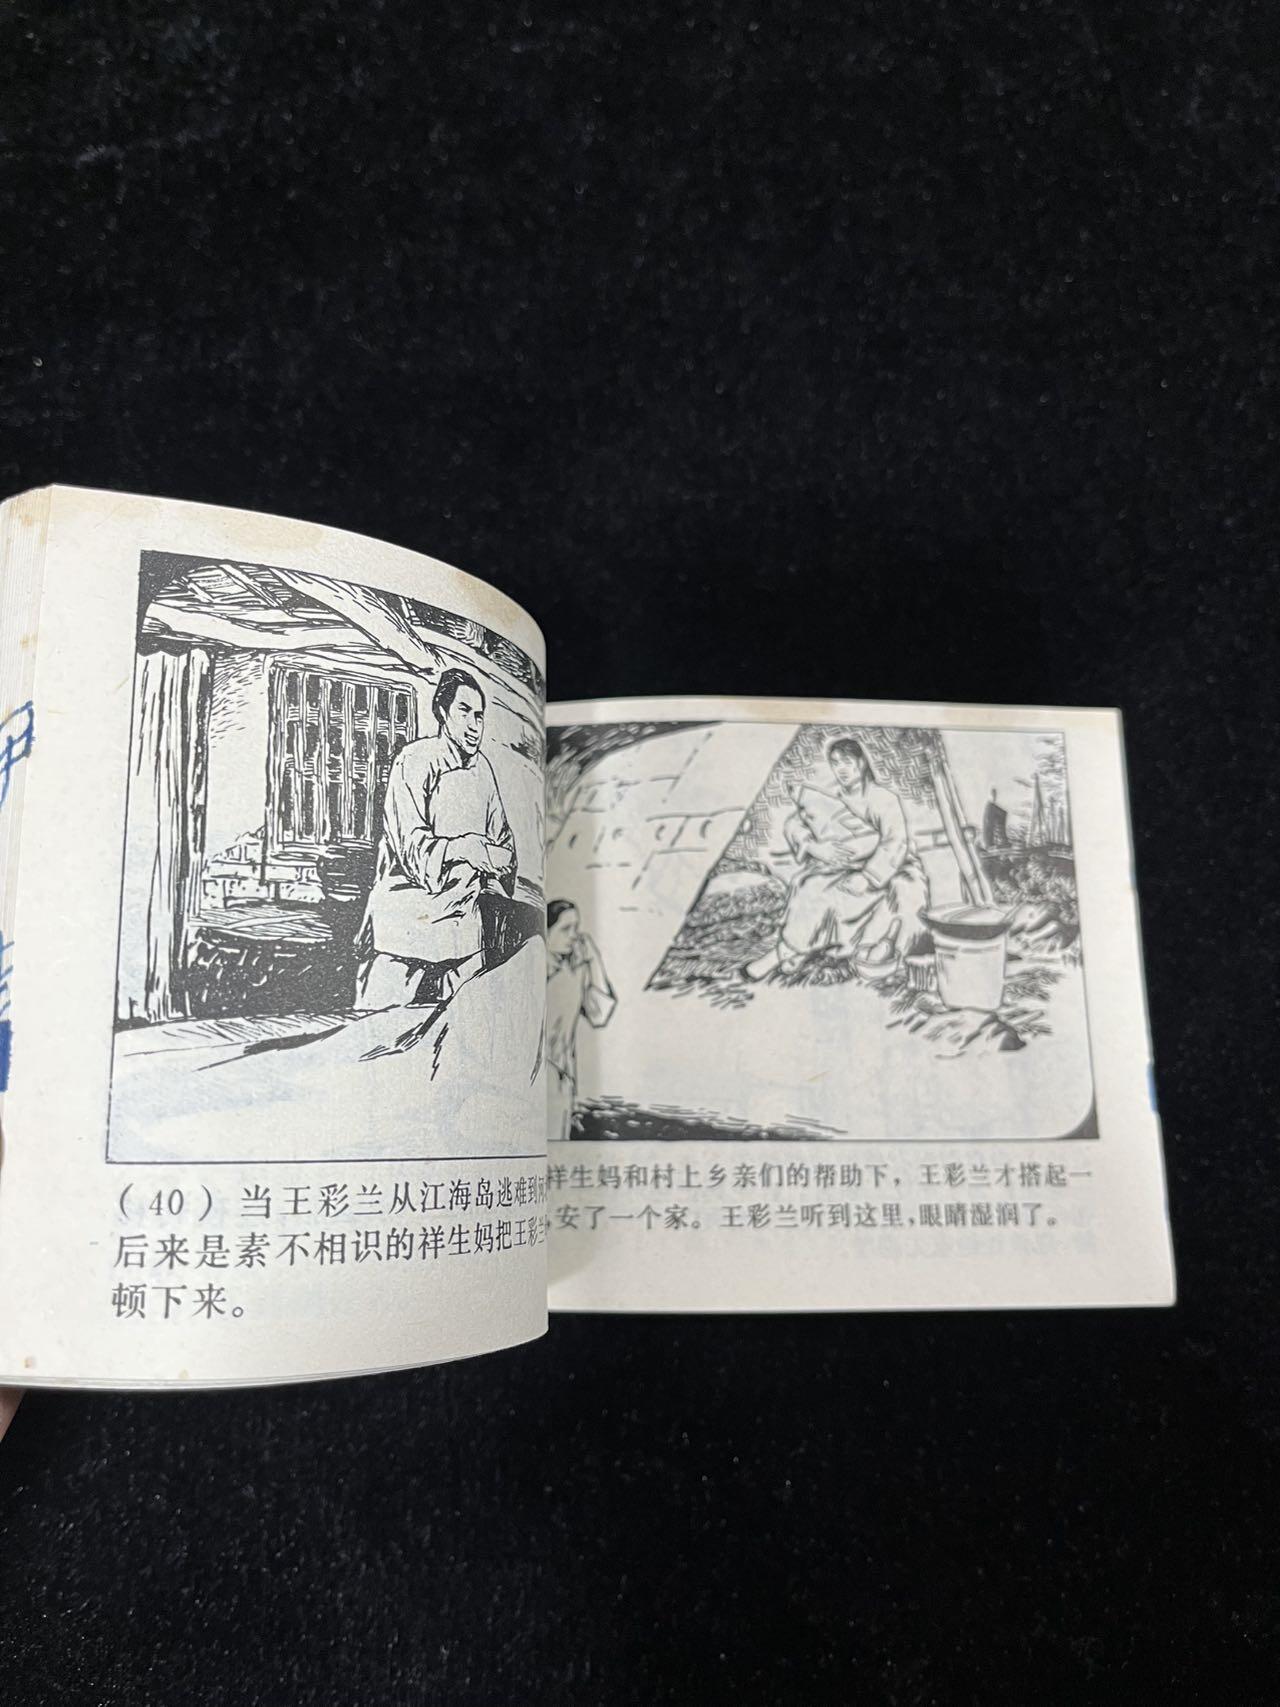 (40) 当王彩兰从江海岛逃难到
后来是素不相识的祥生妈把王彩兰
顿下来。
祥生妈和村上乡亲们的帮助下，王彩兰才搭起一
，安了一个家。王彩兰听到这里，眼睛湿润了。